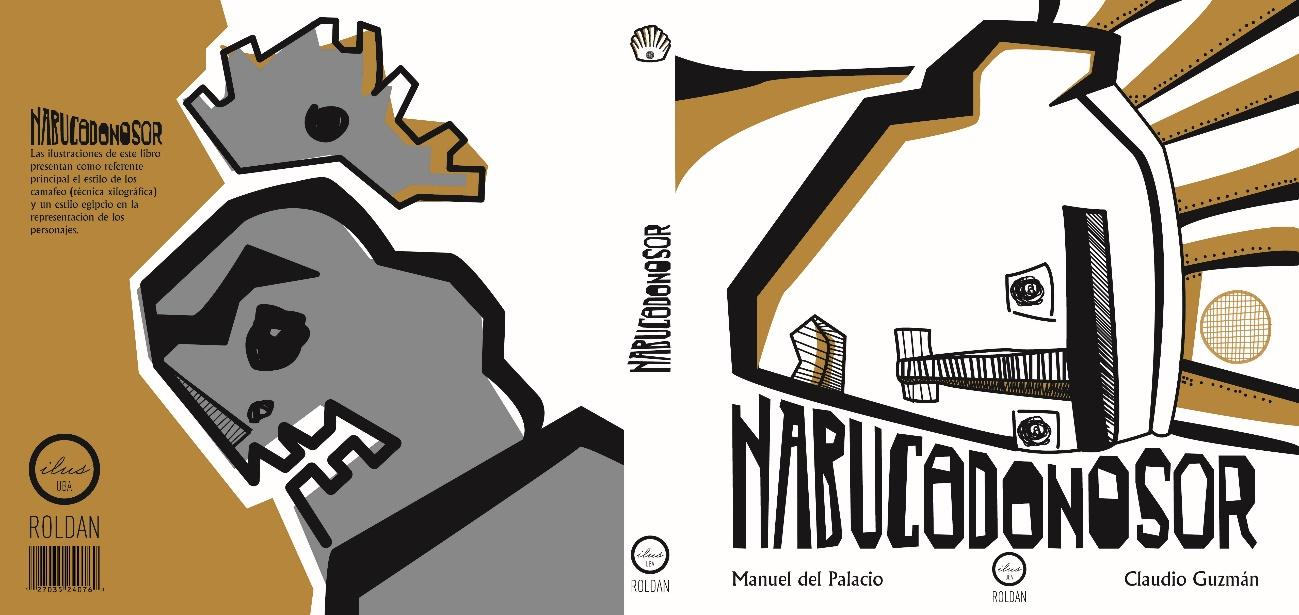 NABUCODONOSOR
Las ilustraciones de este libro
presentan como referente
principal el estilo de los
camafeo (técnica xilográfica)
y un estilo egipcio en la
representación de los
personajes.
ilus
UBA
ROLDAN
27035 24076
NABUCODONOSOR
ilus
UBA
ROLDAN
NABUCODONOSOR
Manuel del Palacio
ilus
ROLDAN
Claudio Guzmán